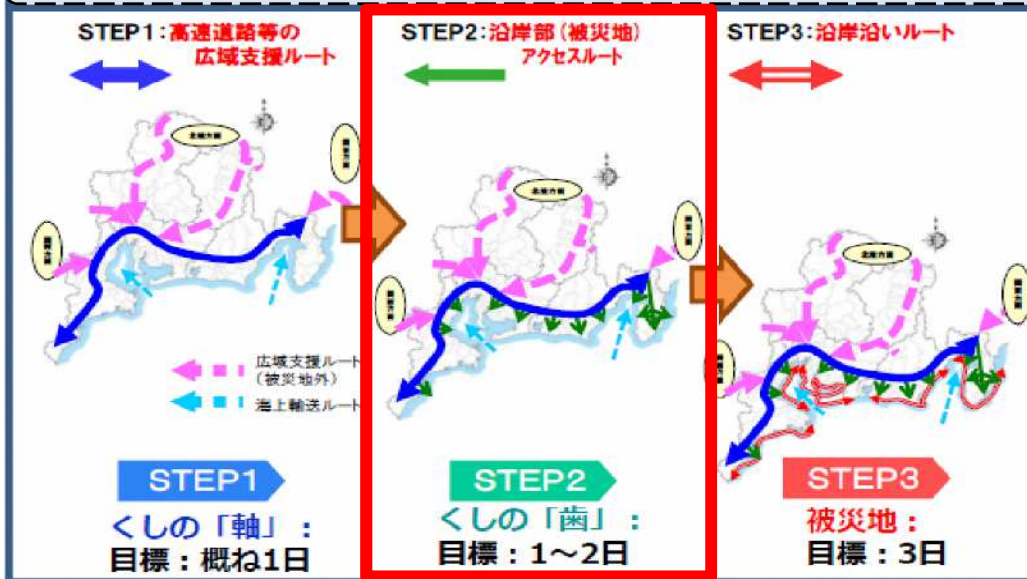 STEP1:高速道路等の
広域支援ルート
広域支援ルート
(被災地外)
海上輸送ルート
STEP1
くしの「軸」:
目標:概ね1日
STEP2:沿岸部(被災地)
アクセスルート
STEP2
くしの「歯」:
目標:1〜2日
STEP3:沿岸沿いルート
STEP3
被災地:
目標:3日